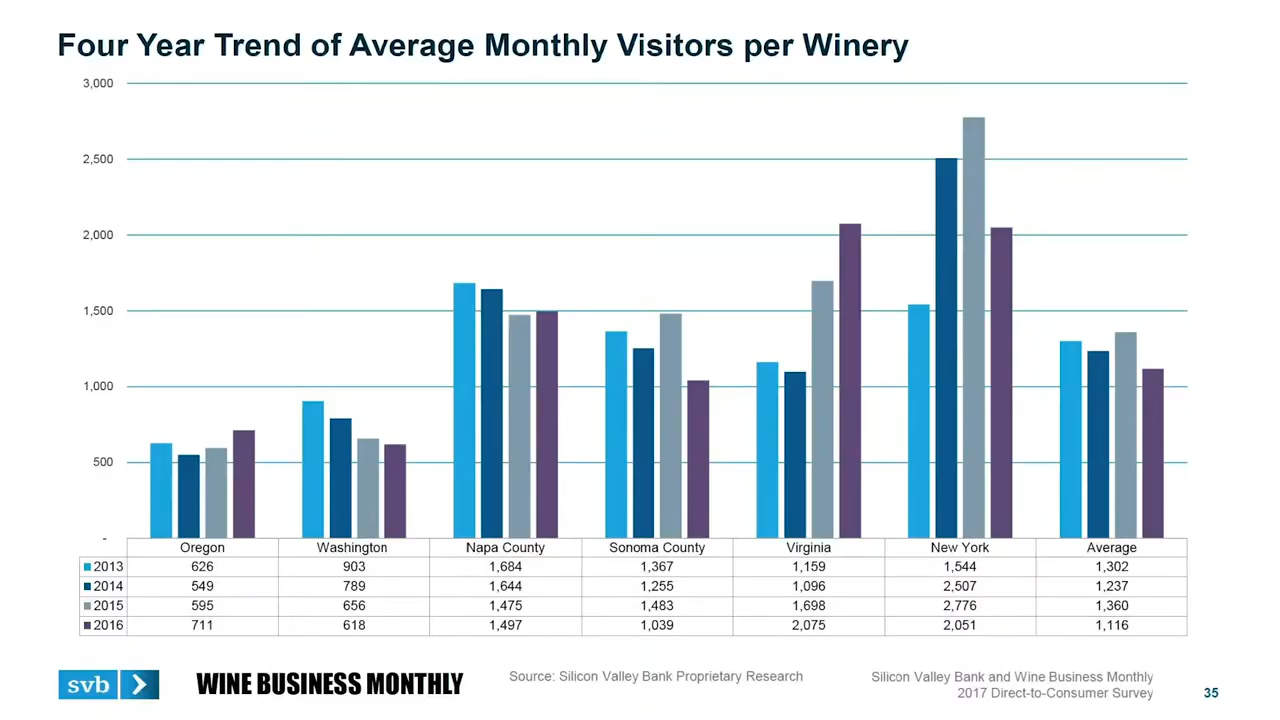 Four Year Trend of Average Monthly Visitors per Winery
3,000
2,500
2,000
1,500
1,000
500
-
Oregon Washington Napa County Sonoma County Virginia New York Average
2013 626 903 1,684 1,367 1,159 1,544 1,302
2014 549 789 1,644 1,255 1,096 2,507 1,237
2015 595 656 1,475 1,483 1,698 2,776 1,360
2016 711 618 1,497 1,039 2,075 2,051 1,116
svb
WINE BUSINESS MONTHLY
Source: Silicon Valley Bank Proprietary Research
Silicon Valley Bank and Wine Business Monthly
2017 Direct-to-Consumer Survey
35